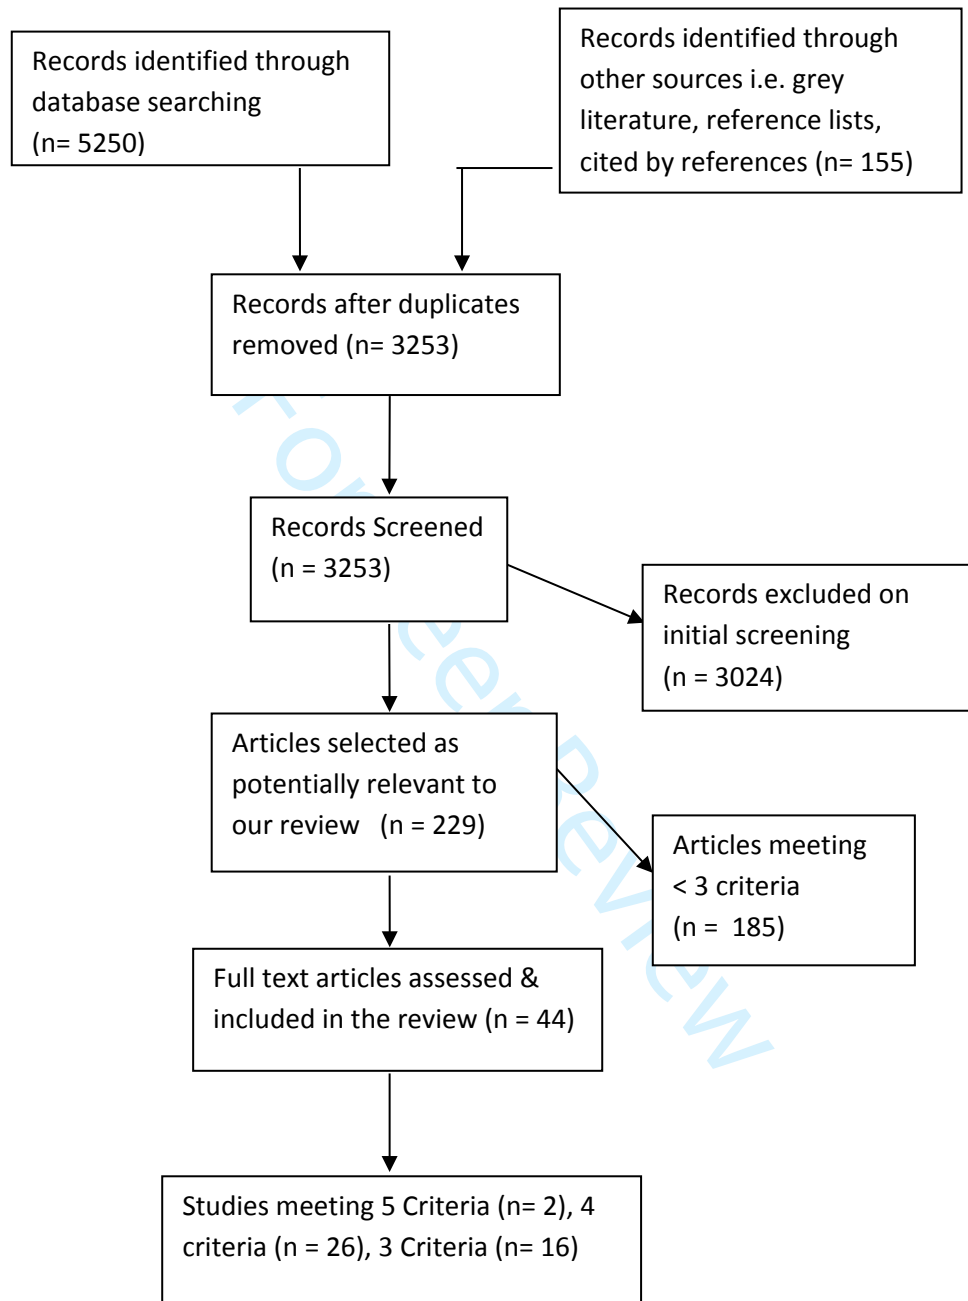 Records identified through
database searching
(n= 5250)
Records identified through
other sources i.e. grey
literature, reference lists,
cited by references (n= 155)
Records after duplicates
removed (n= 3253)
Records Screened
(n = 3253)
Records excluded on
initial screening
(n = 3024)
Articles selected as
potentially relevant to
our review (n = 229)
Articles meeting
< 3 criteria
(n = 185)
Full text articles assessed &
included in the review (n = 44)
Studies meeting 5 Criteria (n= 2), 4
criteria (n = 26), 3 Criteria (n= 16)
For Peer Review